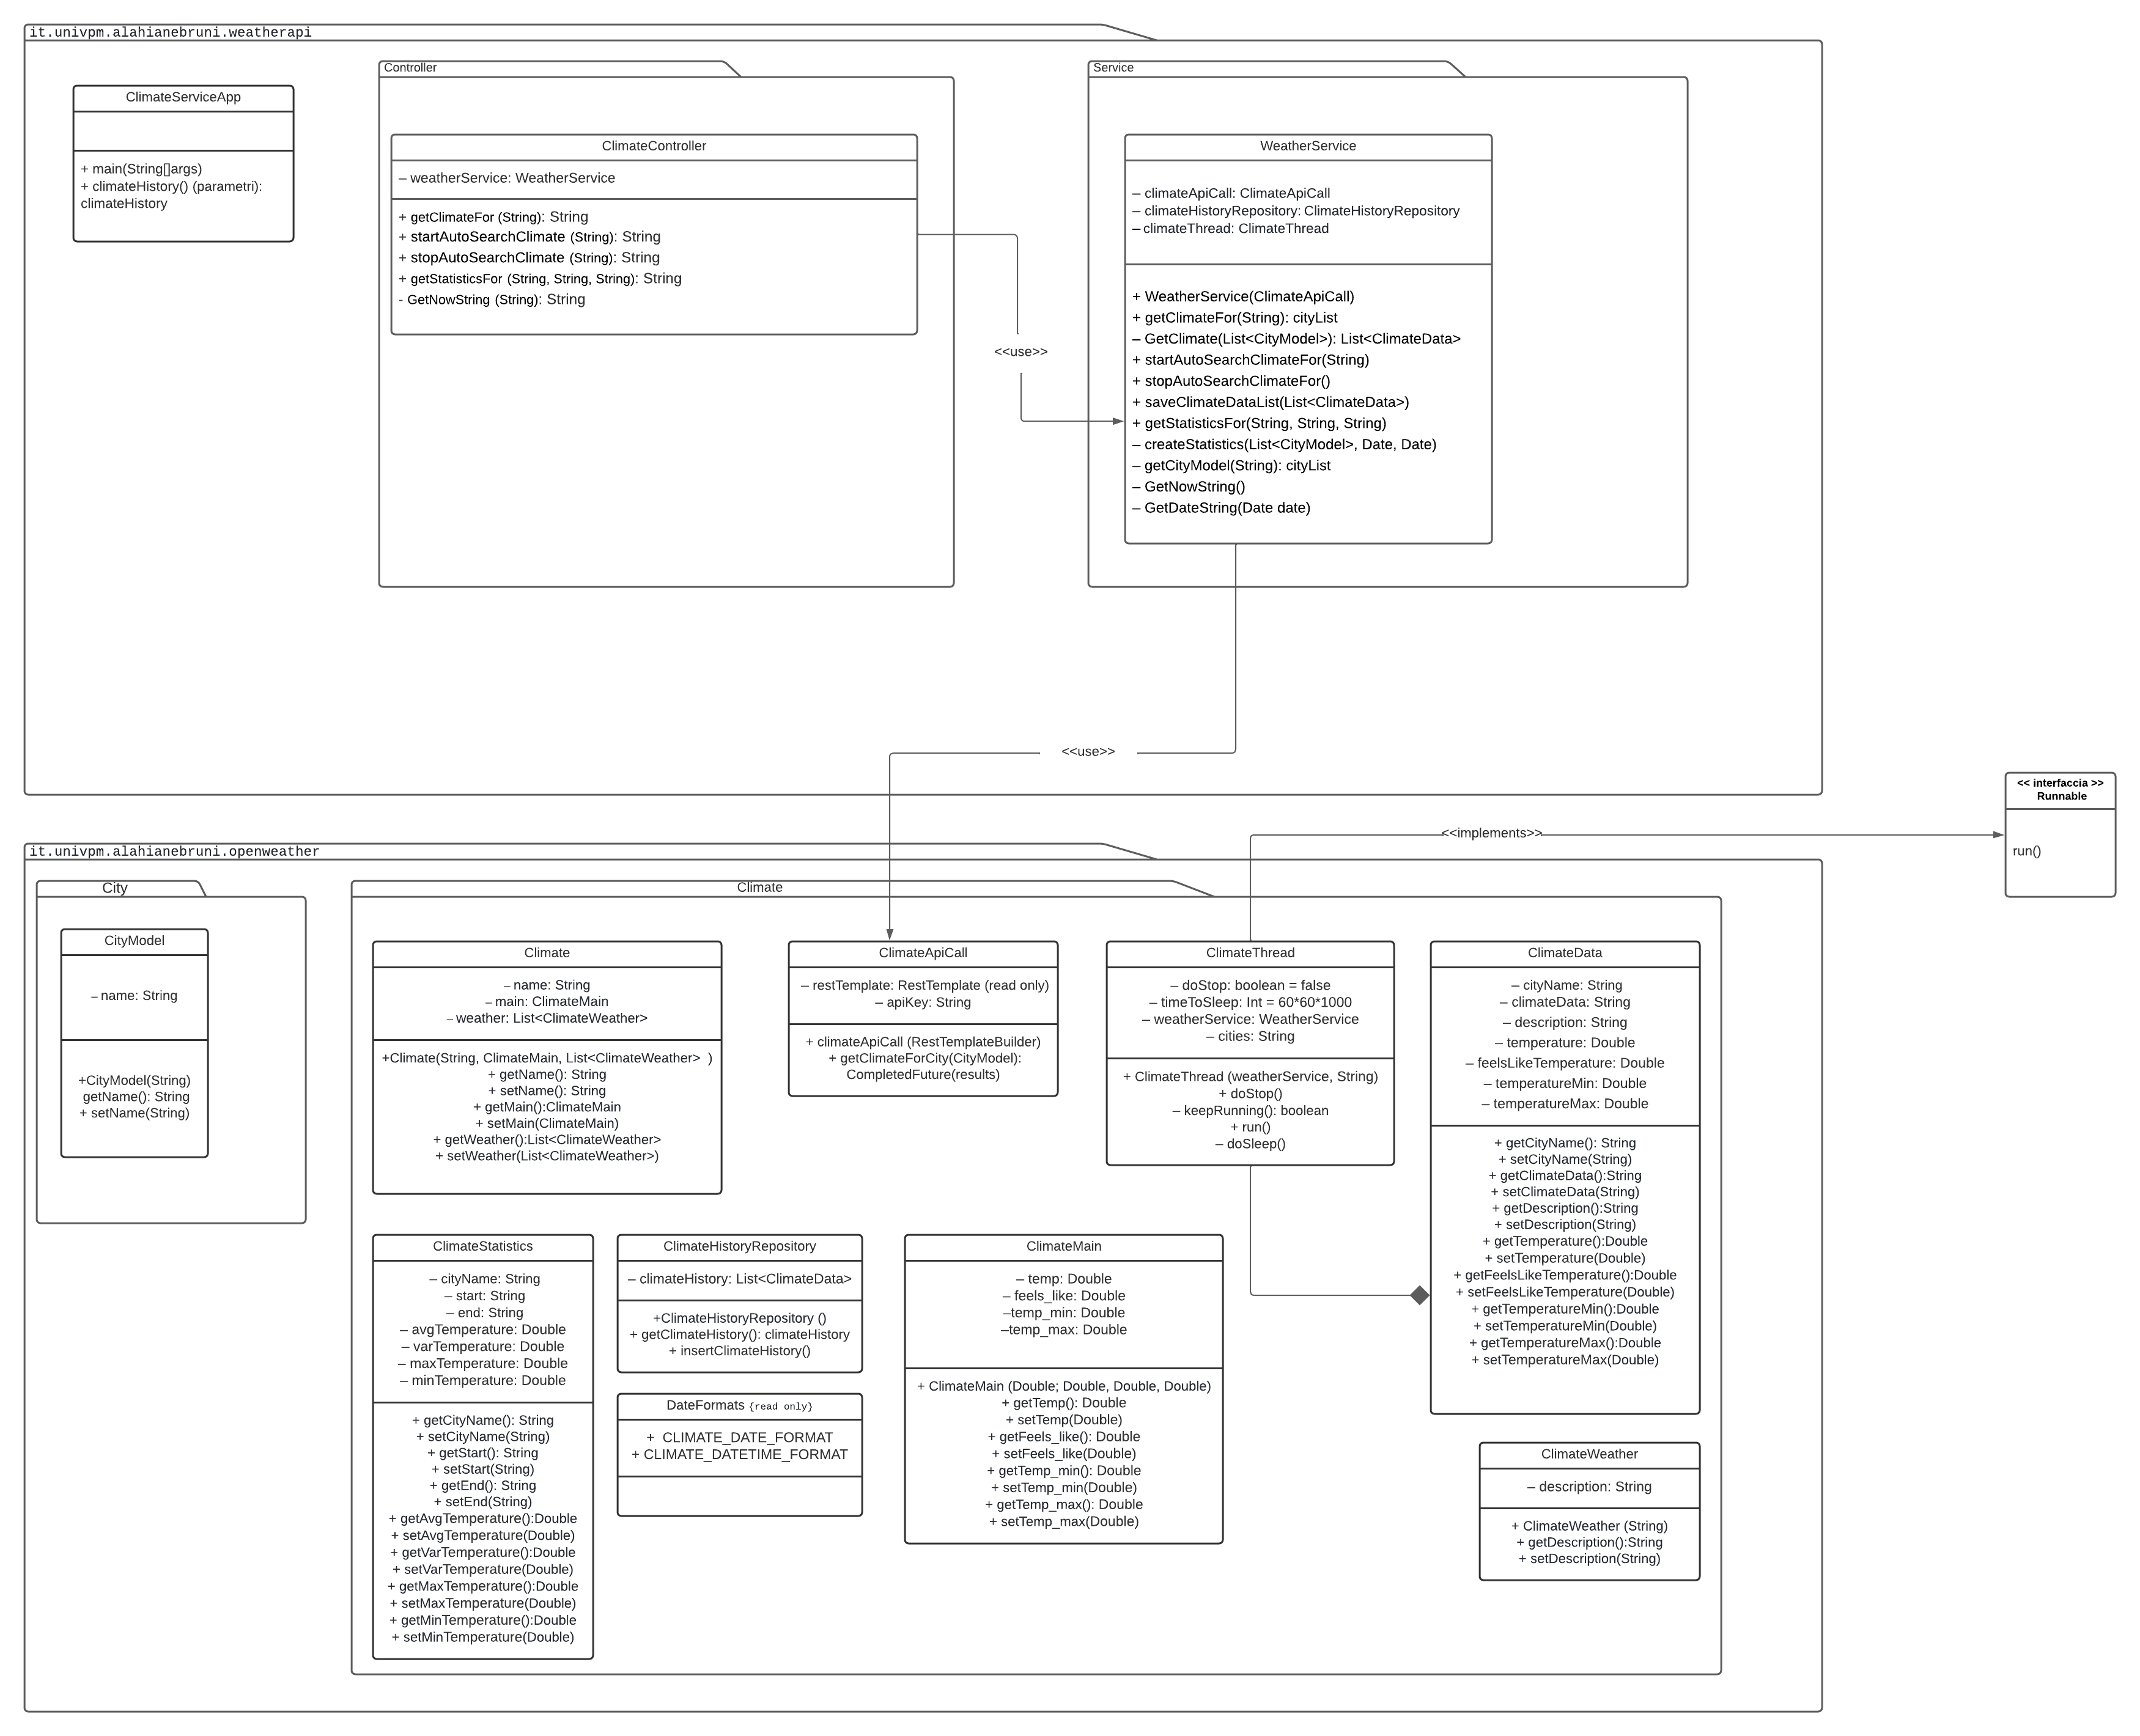 it.univpm.alahianebruni.weatherapi
ClimateServiceApp
+ main(String[]args)
+ climateHistory() (parametri):
climateHistory
Controller
ClimateController
– weatherService: WeatherService
+ getClimateFor (String): String
+ startAutoSearchClimate (String): String
+ stopAutoSearchClimate (String): String
+ getStatisticsFor (String, String, String): String
- GetNowString (String): String
<<use>>
Service
WeatherService
– climateApiCall: ClimateApiCall
– climateHistoryRepository: ClimateHistoryRepository
– climateThread: ClimateThread
+ WeatherService(ClimateApiCall)
+ getClimateFor(String): cityList
– GetClimate(List<CityModel>): List<ClimateData>
+ startAutoSearchClimateFor(String)
+ stopAutoSearchClimateFor()
+ saveClimateDataList(List<ClimateData>)
+ getStatisticsFor(String, String, String)
– createStatistics(List<CityModel>, Date, Date)
– getCityModel(String): cityList
– GetNowString()
– GetDateString(Date date)
<<use>>
<< interfaccia >>
Runnable
run()
<<implements>>
it.univpm.alahianebruni.openweather
City
CityModel
– name: String
+CityModel(String)
getName(): String
+ setName(String)
Climate
Climate
– name: String
– main: ClimateMain
– weather: List<ClimateWeather>
+Climate(String, ClimateMain, List<ClimateWeather> )
+ getName(): String
+ setName(): String
+ getMain():ClimateMain
+ setMain(ClimateMain)
+ getWeather():List<ClimateWeather>
+ setWeather(List<ClimateWeather>)
ClimateApiCall
– restTemplate: RestTemplate (read only)
– apiKey: String
+ climateApiCall (RestTemplateBuilder)
+ getClimateForCity(CityModel):
CompletedFuture(results)
ClimateThread
– doStop: boolean = false
– timeToSleep: Int = 60*60*1000
– weatherService: WeatherService
– cities: String
+ ClimateThread (weatherService, String)
+ doStop()
– keepRunning(): boolean
+ run()
– doSleep()
ClimateData
– cityName: String
– climateData: String
– description: String
– temperature: Double
– feelsLikeTemperature: Double
– temperatureMin: Double
– temperatureMax: Double
+ getCityName(): String
+ setCityName(String)
+ getClimateData():String
+ setClimateData(String)
+ getDescription():String
+ setDescription(String)
+ getTemperature():Double
+ setTemperature(Double)
+ getFeelsLikeTemperature():Double
+ setFeelsLikeTemperature(Double)
+ getTemperatureMin():Double
+ setTemperatureMin(Double)
+ getTemperatureMax():Double
+ setTemperatureMax(Double)
ClimateStatistics
– cityName: String
– start: String
– end: String
– avgTemperature: Double
– varTemperature: Double
– maxTemperature: Double
– minTemperature: Double
+ getCityName(): String
+ setCityName(String)
+ getStart(): String
+ setStart(String)
+ getEnd(): String
+ setEnd(String)
+ getAvgTemperature():Double
+ setAvgTemperature(Double)
+ getVarTemperature():Double
+ setVarTemperature(Double)
+ getMaxTemperature():Double
+ setMaxTemperature(Double)
+ getMinTemperature():Double
+ setMinTemperature(Double)
ClimateHistoryRepository
– climateHistory: List<ClimateData>
+ClimateHistoryRepository ()
+ getClimateHistory(): climateHistory
+ insertClimateHistory()
DateFormats {read only}
+ CLIMATE_DATE_FORMAT
+ CLIMATE_DATETIME_FORMAT
ClimateMain
– temp: Double
– feels_like: Double
–temp_min: Double
–temp_max: Double
+ ClimateMain (Double; Double, Double, Double)
+ getTemp(): Double
+ setTemp(Double)
+ getFeels_like(): Double
+ setFeels_like(Double)
+ getTemp_min(): Double
+ setTemp_min(Double)
+ getTemp_max(): Double
+ setTemp_max(Double)
ClimateWeather
– description: String
+ ClimateWeather (String)
+ getDescription():String
+ setDescription(String)